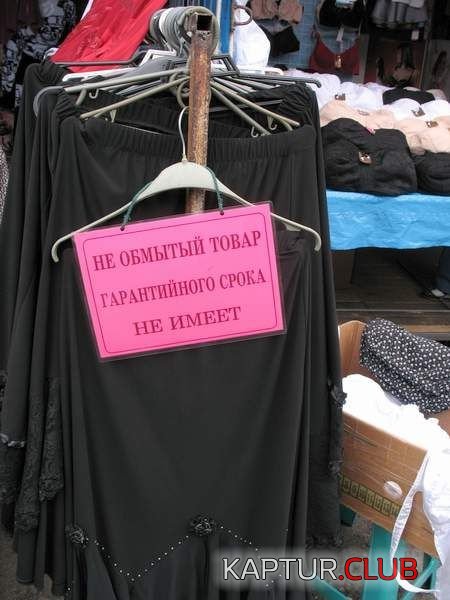 НЕ ОБМЫТЫЙ ТОВАР
ГАРАНТИЙНОГО СРОКА
НЕ ИМЕЕТ
KAPTUR.CLUB